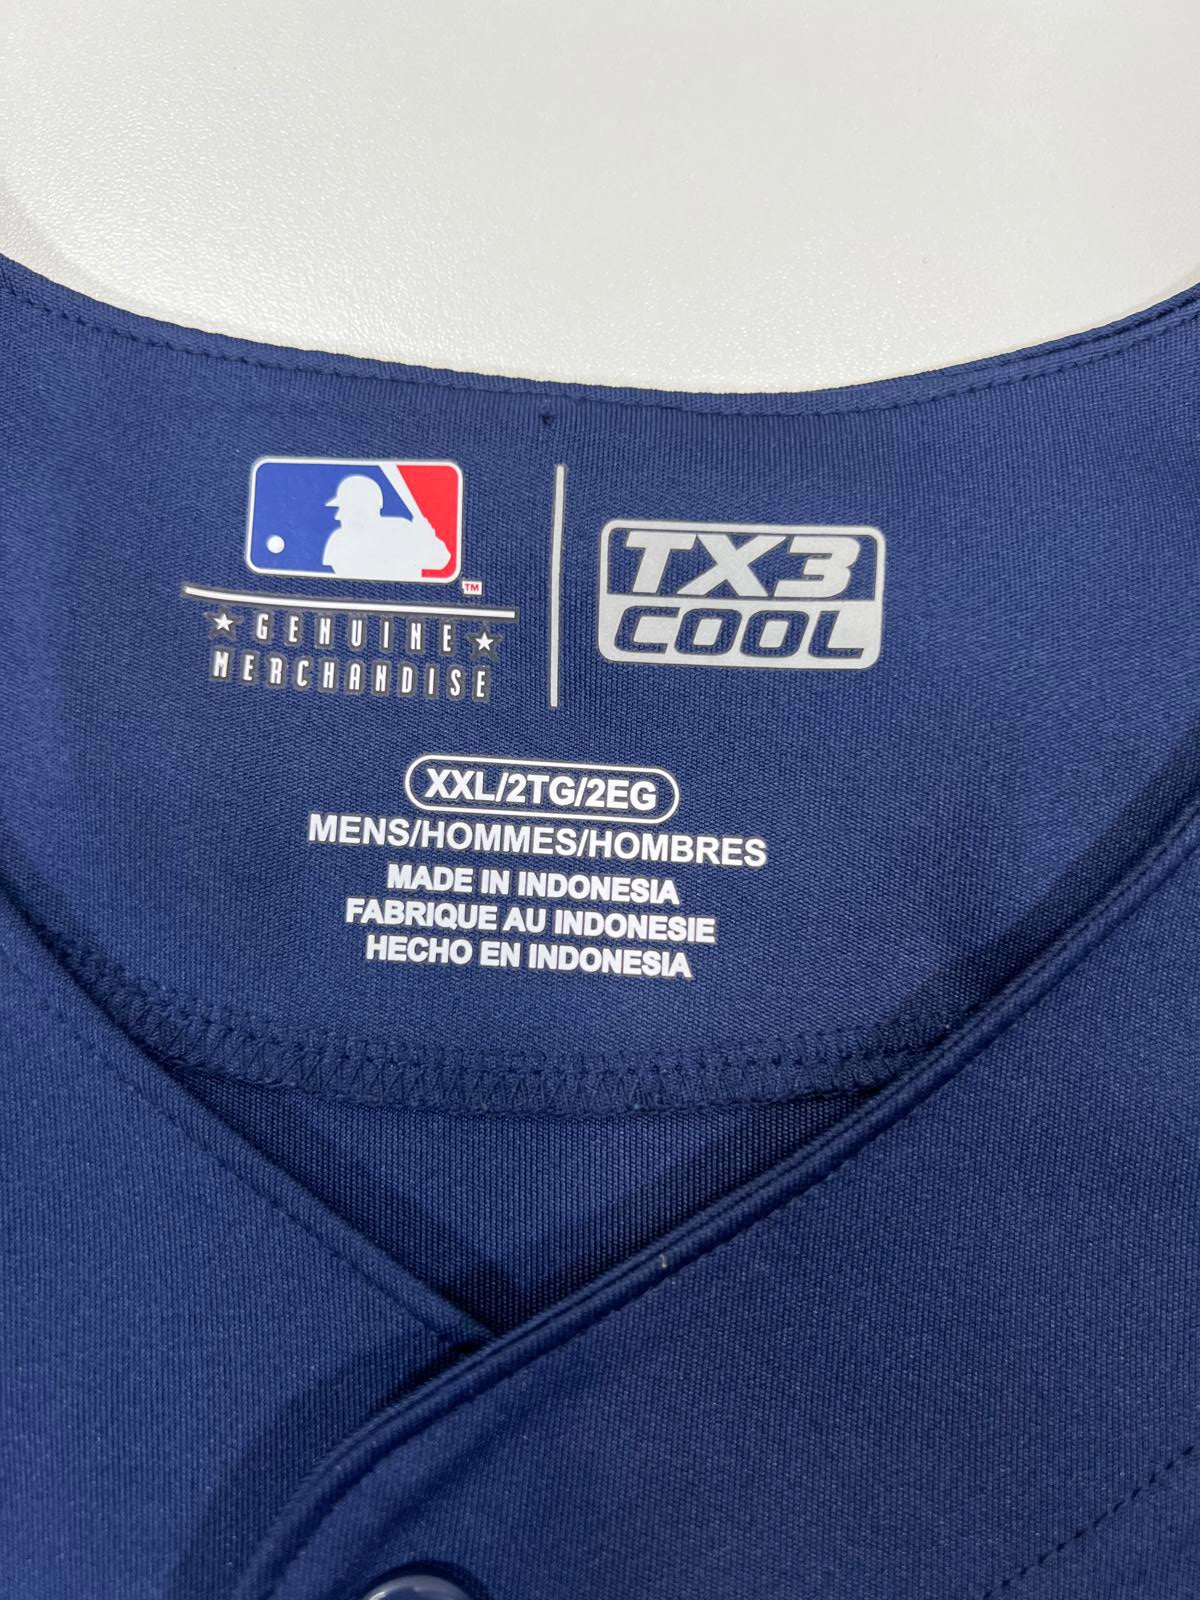 TM
GENUINE
MERCHANDISE
TX3
COOL
XXL/2TG/2EG
MENS/HOMMES/HOMBRES
MADE IN INDONESIA
FABRIQUE AU INDONESIE
HECHO EN INDONESIA